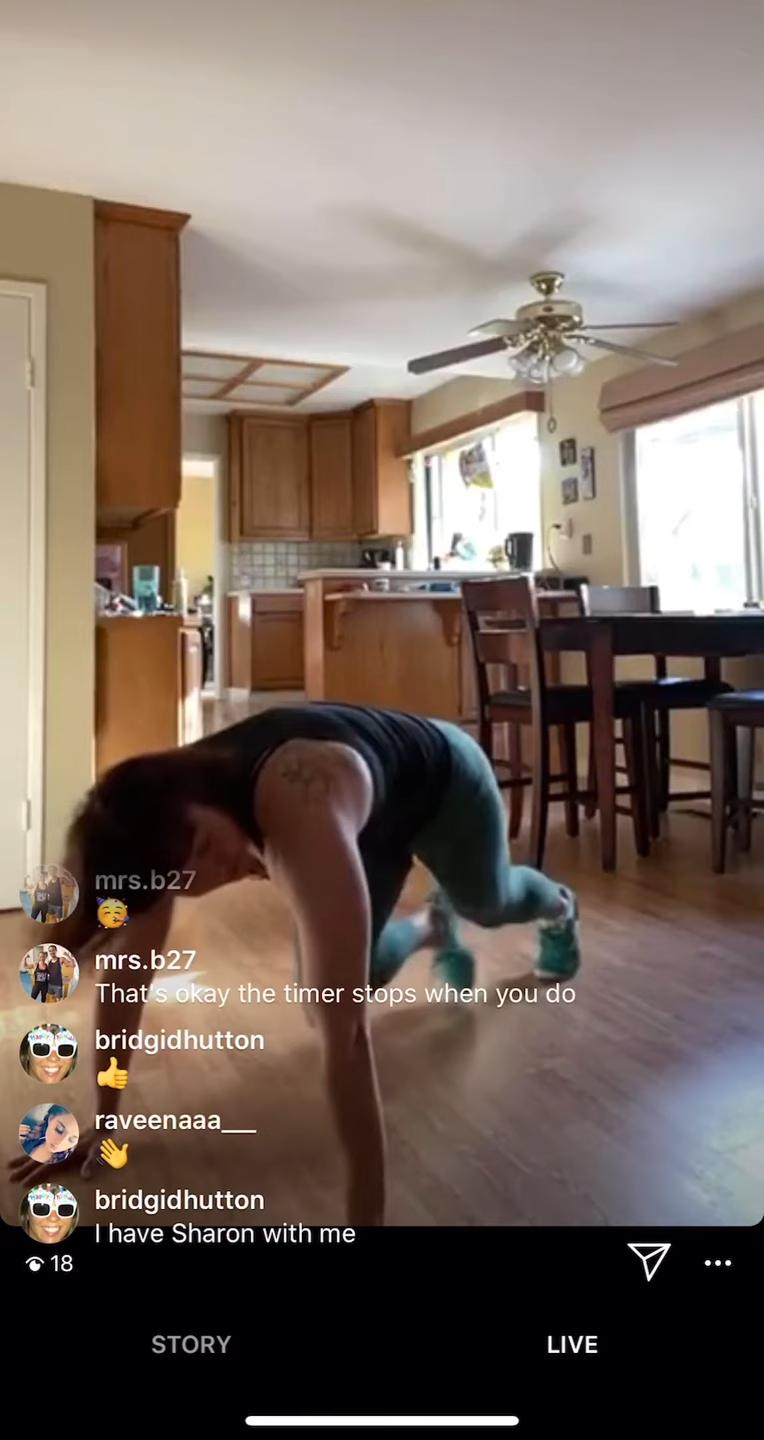 mrs.b27
🥳
mrs.b27
That's okay the timer stops when you do
bridgidhutton
👍
raveenaaa__
👋
bridgidhutton
I have Sharon with me
18
STORY
LIVE